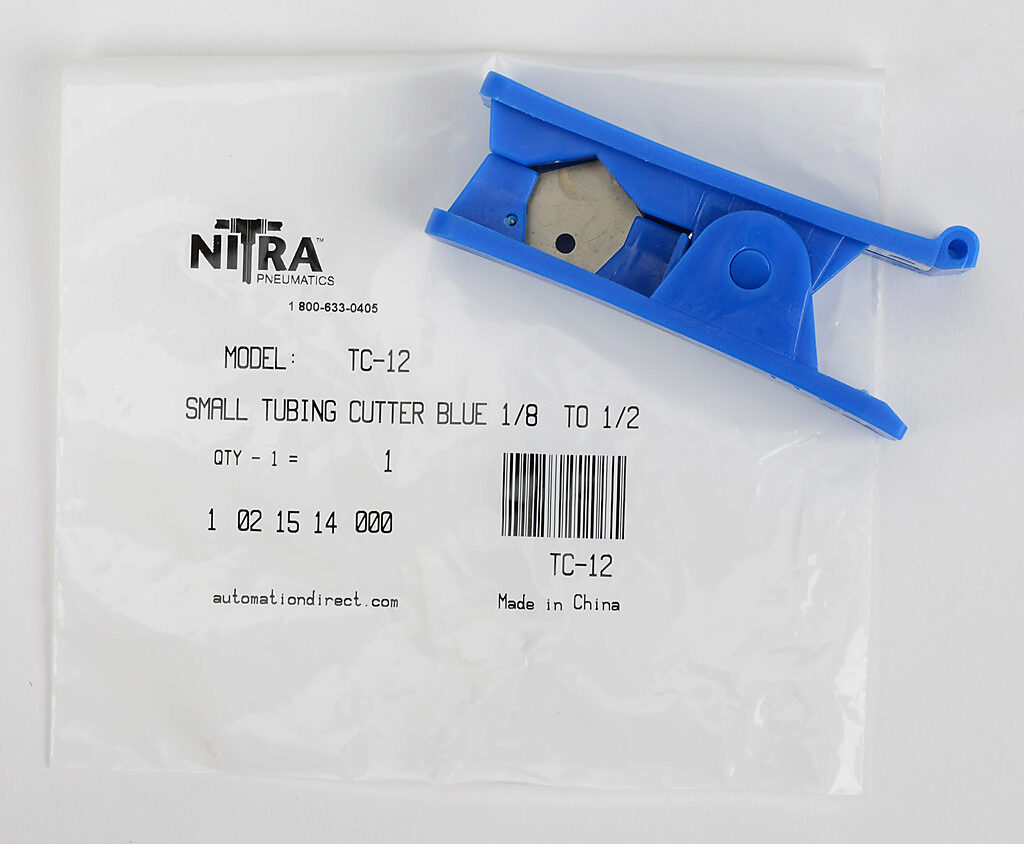 NITRA™
PNEUMATICS
1 800-633-0405
MODEL: TC-12
SMALL TUBING CUTTER BLUE 1/8 TO 1/2
QTY - 1 = 1
1 02 15 14 000
TC-12
automationdirect.com
Made in China